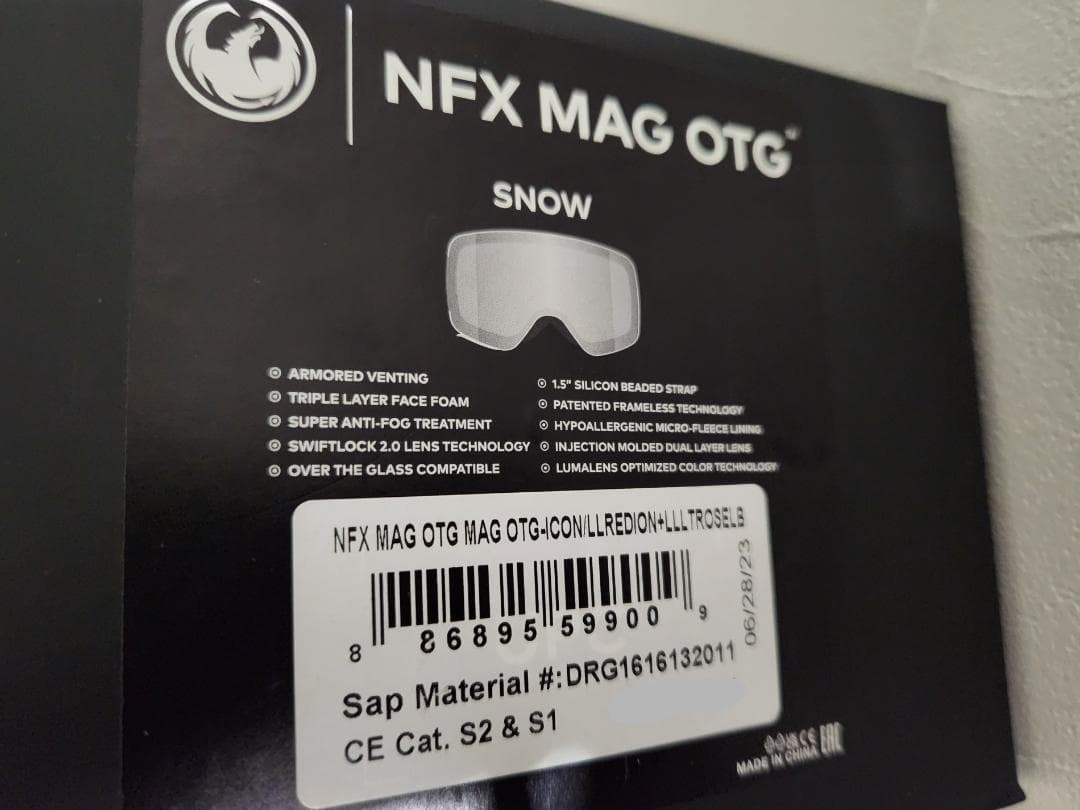 NFX MAG OTG
SNOW
ARMORED VENTING
TRIPLE LAYER FACE FOAM
SUPER ANTI-FOG TREATMENT
SWIFTLOCK 2.0 LENS TECHNOLOGY
OVER THE GLASS COMPATIBLE
1.5" SILICON BEADED STRAP
PATENTED FRAMELESS TECHNOLOGY
HYPOALLERGENIC MICRO-FLEECE LINING
INJECTION MOLDED DUAL LAYER LENS
LUMALENS OPTIMIZED COLOR TECHNOLOGY
NFX MAG OTG MAG OTG-ICON/LLREDION+LLLTROSELB
8 86895 59900 9
06/28/23
Sap Material #:DRG1616132011
CE Cat. S2 & S1
CE EAC
MADE IN CHINA